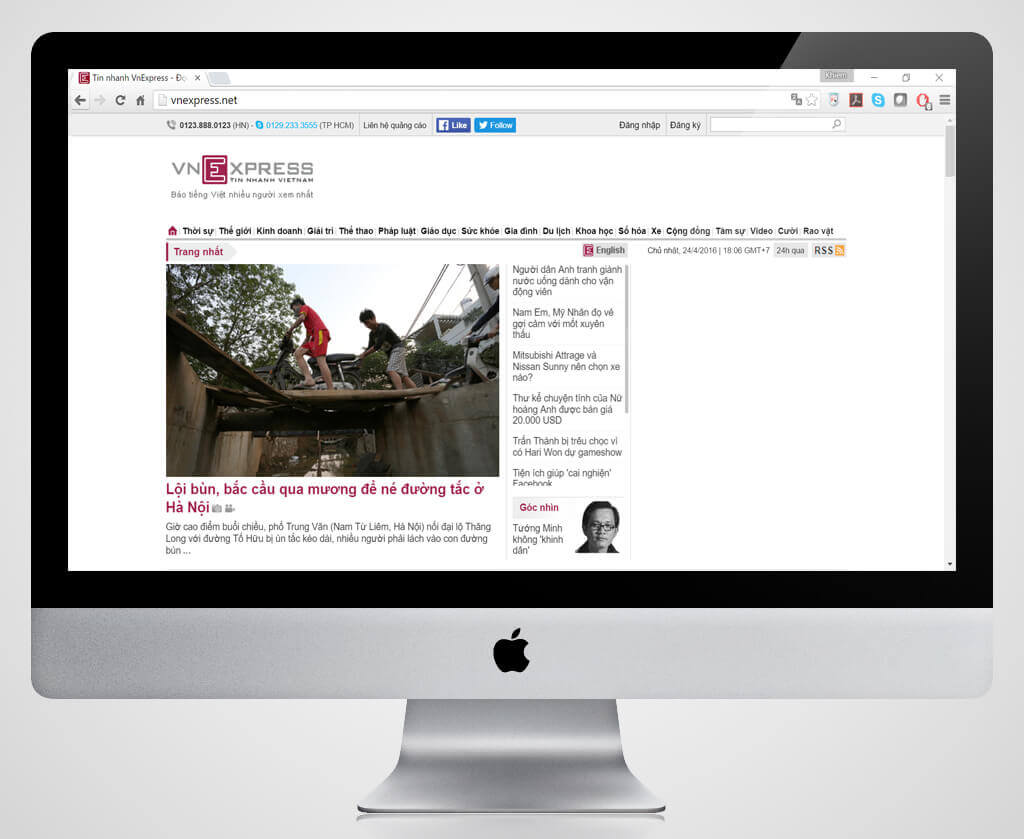 Tin nhanh VnExpress - Đọ
Khiem
vnexpress.net
0123.888.0123 (HN) - 0129.233.3555 (TP HCM) Liên hệ quảng cáo Like Follow Đăng nhập Đăng ký
VNEXPRESS
TIN NHANH VIETNAM
Báo tiếng Việt nhiều người xem nhất
Thời sự Thế giới Kinh doanh Giải trí Thể thao Pháp luật Giáo dục Sức khỏe Gia đình Du lịch Khoa học Số hóa Xe Cộng đồng Tâm sự Video Cười Rao vặt
Trang nhất E English Chủ nhật, 24/4/2016 | 18:06 GMT+7 24h qua RSS
Người dân Anh tranh giành
nước uống dành cho vận
động viên
Nam Em, Mỹ Nhân đọ vẻ
gợi cảm với mốt xuyên
thấu
Mitsubishi Attrage và
Nissan Sunny nên chọn xe
nào?
Thư kể chuyện tình của Nữ
hoàng Anh được bán giá
20.000 USD
Trấn Thành bị trêu chọc vì
có Hari Won dự gameshow
Tiện ích giúp 'cai nghiện'
Facebook
Lội bùn, bắc cầu qua mương để né đường tắc ở
Hà Nội
Giờ cao điểm buổi chiều, phố Trung Văn (Nam Từ Liêm, Hà Nội) nối đại lộ Thăng
Long với đường Tố Hữu bị ùn tắc kéo dài, nhiều người phải lách vào con đường
bùn ...
Góc nhìn
Tướng Minh
không 'khinh
dân'